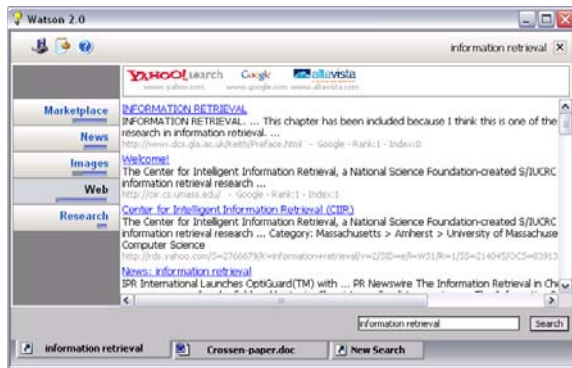 Watson 2.0
information retrieval
YAHOO! search Google altavista
www.yahoo.com www.google.com www.altavista.com
Marketplace
News
Images
Web
Research
INFORMATION RETRIEVAL
INFORMATION RETRIEVAL. ... This chapter has been included because I think this is one of the
research in information retrieval. ...
http://www.dcs.gla.ac.uk/Keith/Preface.html - Google - Rank:1 - Index:0
Welcome!
The Center for Intelligent Information Retrieval, a National Science Foundation-created S/IUCRC
information retrieval research ...
http://ciir.cs.umass.edu/ - Google - Rank:1 - Index:1
Center for Intelligent Information Retrieval (CIIR)
The Center for Intelligent Information Retrieval, a National Science Foundation-created S/IUCRC
information retrieval research ... Category: Massachusetts > Amherst > University of Massachuse
Computer Science
News: information retrieval
IPR International Launches OptiGuard(TM) with ... PR Newswire The Information Retrieval in Ch
information retrieval
Search
information retrieval
Crossen-paper.doc
New Search